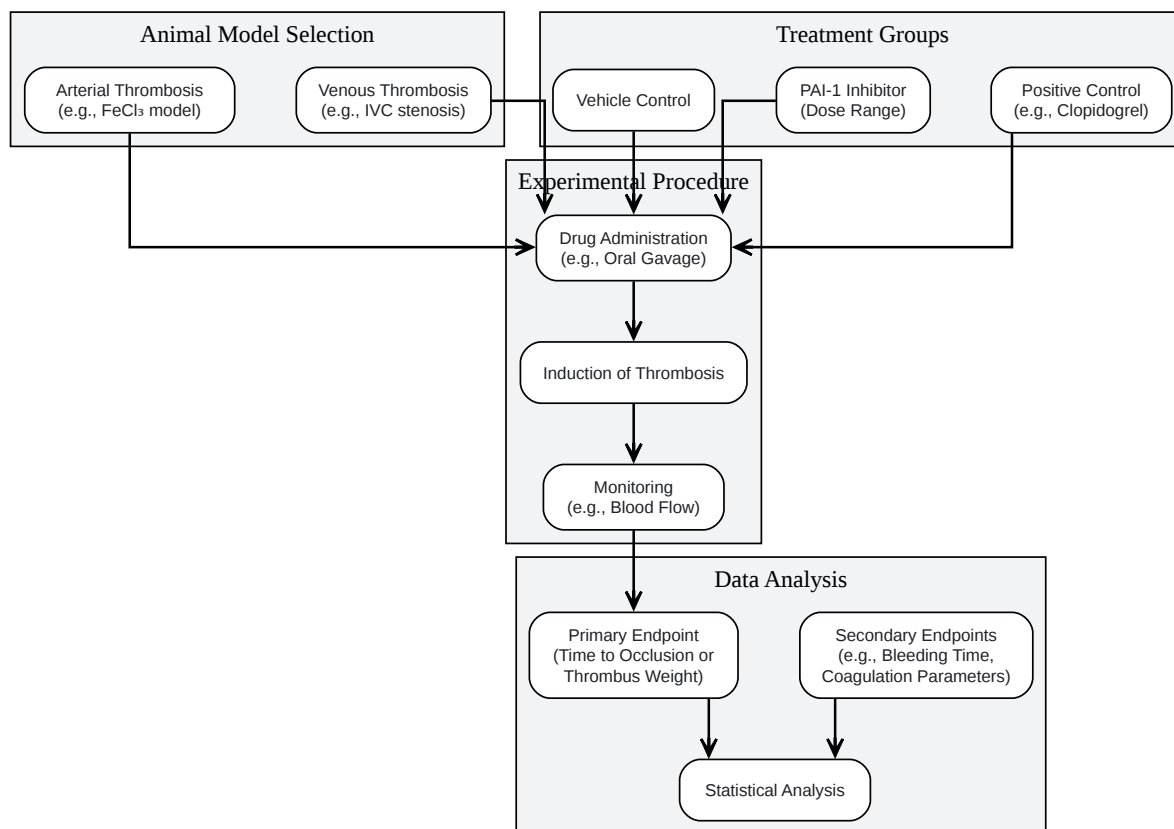 Animal Model Selection
Treatment Groups
Arterial Thrombosis
(e.g., FeCl₃ model)
Venous Thrombosis
(e.g., IVC stenosis)
Vehicle Control
PAI-1 Inhibitor
(Dose Range)
Positive Control
(e.g., Clopidogrel)
Experimental Procedure
Drug Administration
(e.g., Oral Gavage)
Induction of Thrombosis
Monitoring
(e.g., Blood Flow)
Data Analysis
Primary Endpoint
(Time to Occlusion or
Thrombus Weight)
Secondary Endpoints
(e.g., Bleeding Time,
Coagulation Parameters)
Statistical Analysis